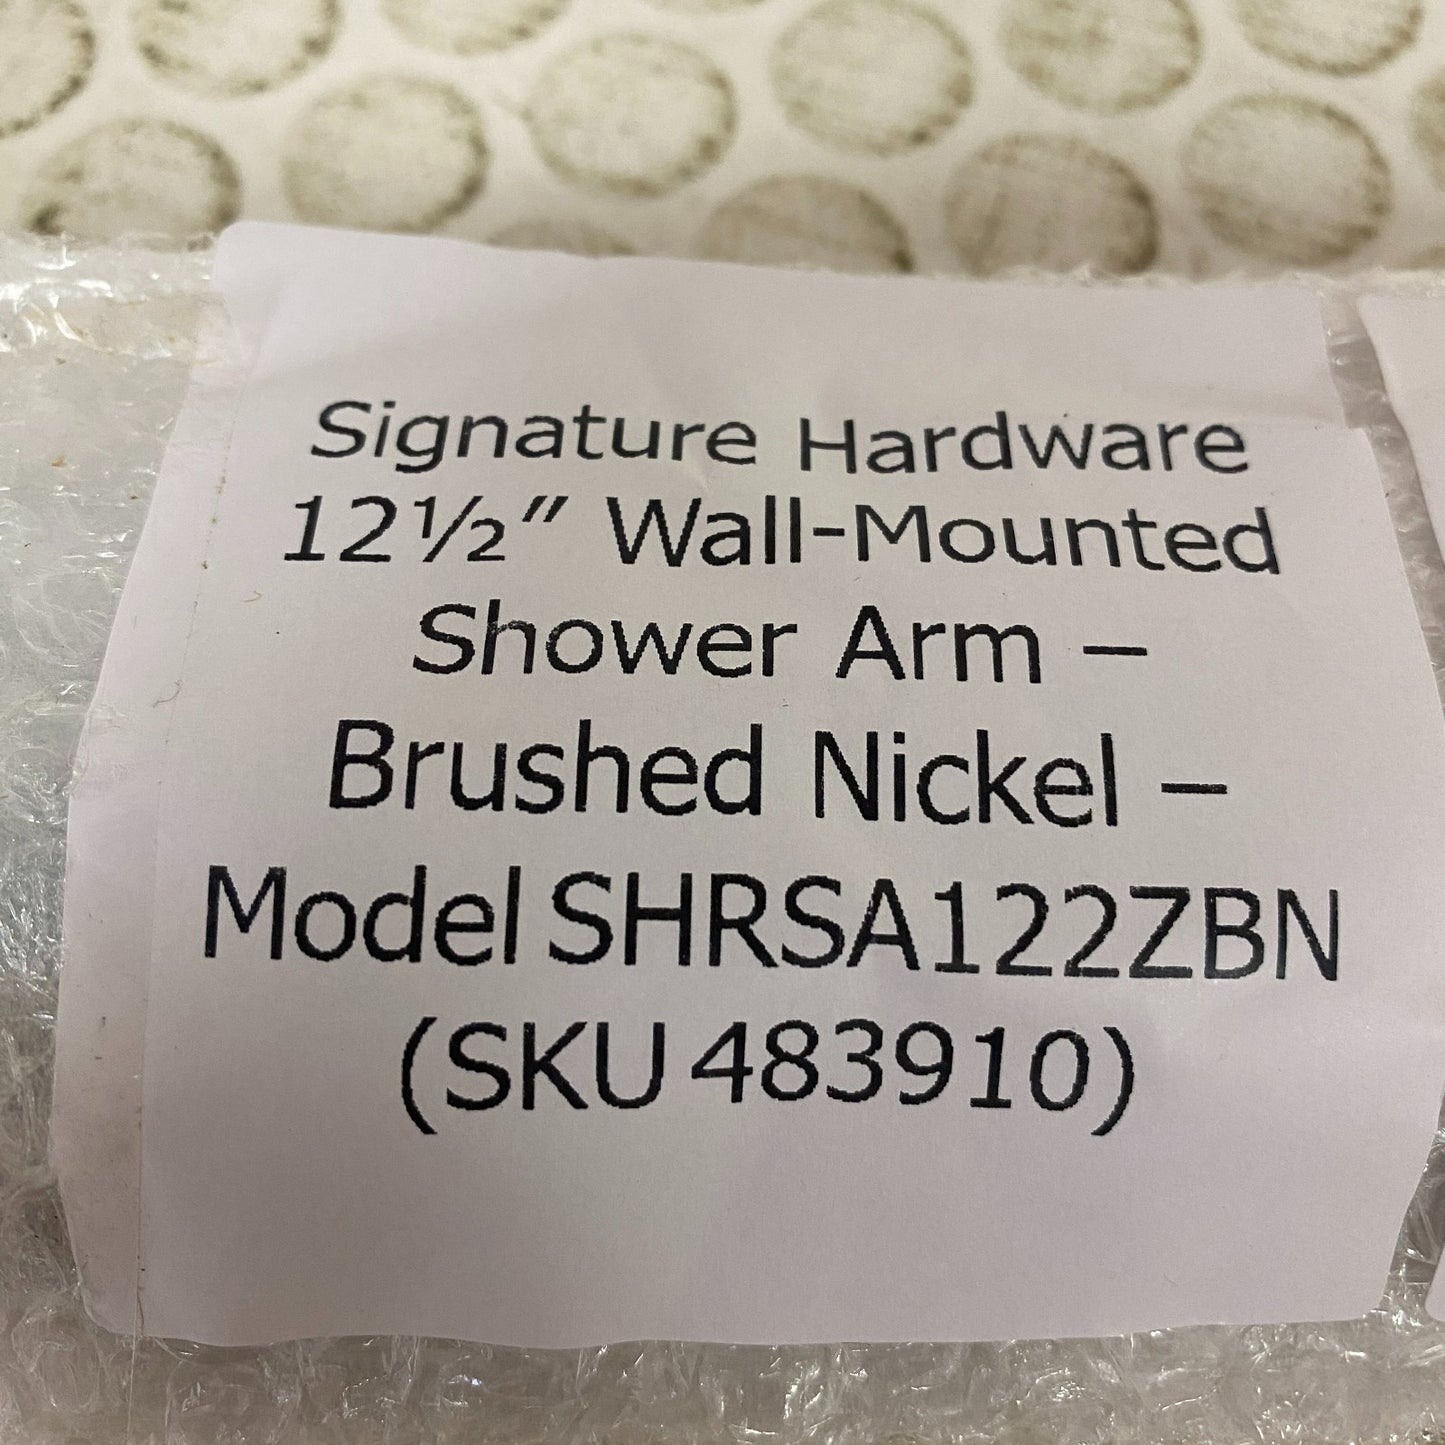 Signature Hardware
12½" Wall-Mounted
Shower Arm –
Brushed Nickel –
Model SHRSA122ZBN
(SKU 483910)